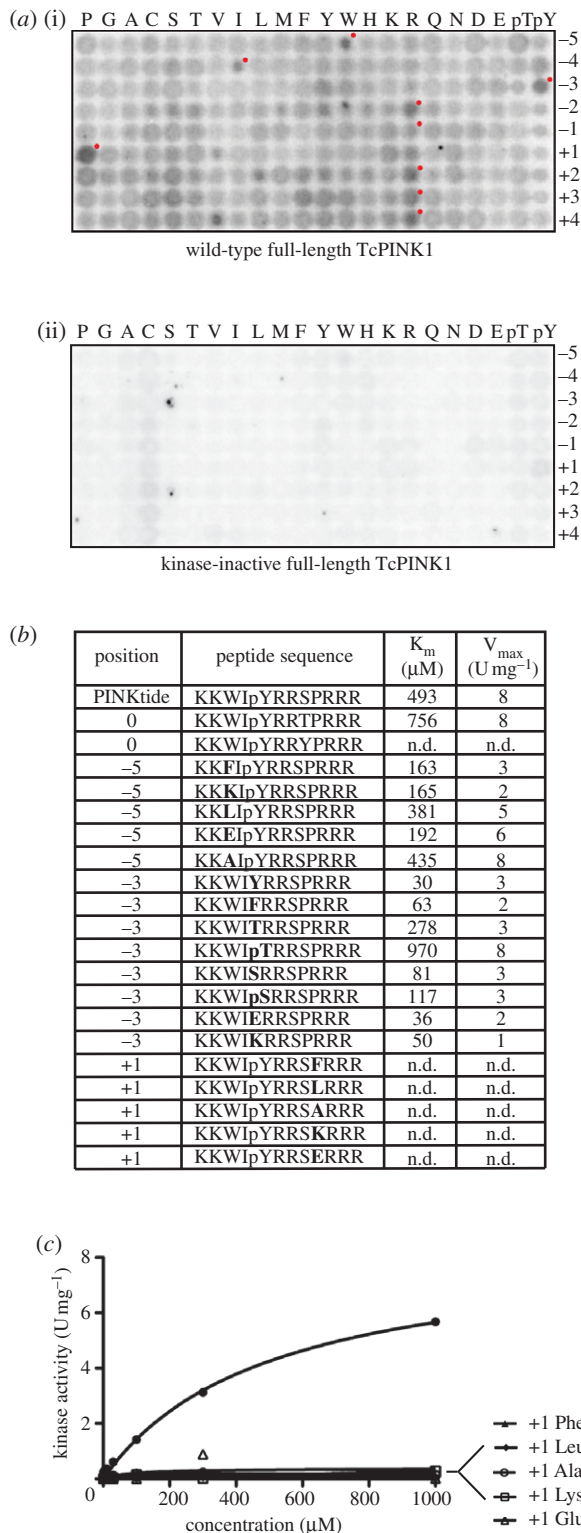 (a) (i) P G A C S T V I L M F Y W H K R Q N D E pT pY
–5
–4
–3
–2
–1
+1
+2
+3
+4
wild-type full-length TcPINK1
(ii) P G A C S T V I L M F Y W H K R Q N D E pT pY
–5
–4
–3
–2
–1
+1
+2
+3
+4
kinase-inactive full-length TcPINK1
(b)
position peptide sequence Km (µM) Vmax (U mg–1)
PINKtide KKWIpYRRSPRRR 493 8
0 KKWIpYRRTPRRR 756 8
0 KKWIpYRRYPRRR n.d. n.d.
–5 KKFIpYRRSPRRR 163 3
–5 KKKIpYRRSPRRR 165 2
–5 KKLIpYRRSPRRR 381 5
–5 KKEIpYRRSPRRR 192 6
–5 KKAIpYRRSPRRR 435 8
–3 KKWIYRRSPRRR 30 3
–3 KKWIFRRSPRRR 63 2
–3 KKWITRRSPRRR 278 3
–3 KKWIpTRRSPRRR 970 8
–3 KKWISRRSPRRR 81 3
–3 KKWIpSRRSPRRR 117 3
–3 KKWIERRSPRRR 36 2
–3 KKWIKRRSPRRR 50 1
+1 KKWIpYRRSFRRR n.d. n.d.
+1 KKWIpYRRSLRRR n.d. n.d.
+1 KKWIpYRRSARRR n.d. n.d.
+1 KKWIpYRRSKRRR n.d. n.d.
+1 KKWIpYRRSERRR n.d. n.d.
(c)
kinase activity (U mg–1)
8
6
4
2
0 200 400 600 800 1000
concentration (µM)
+1 Phe
+1 Leu
+1 Ala
+1 Lys
+1 Glu